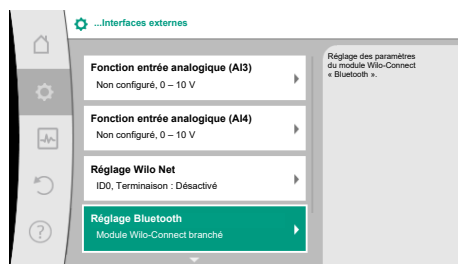 ...Interfaces externes
Fonction entrée analogique (AI3)
Non configuré, 0 – 10 V
Fonction entrée analogique (AI4)
Non configuré, 0 – 10 V
Réglage Wilo Net
ID0, Terminaison : Désactivé
Réglage Bluetooth
Module Wilo-Connect branché
Réglage des paramètres
du module Wilo-Connect
« Bluetooth ».
?